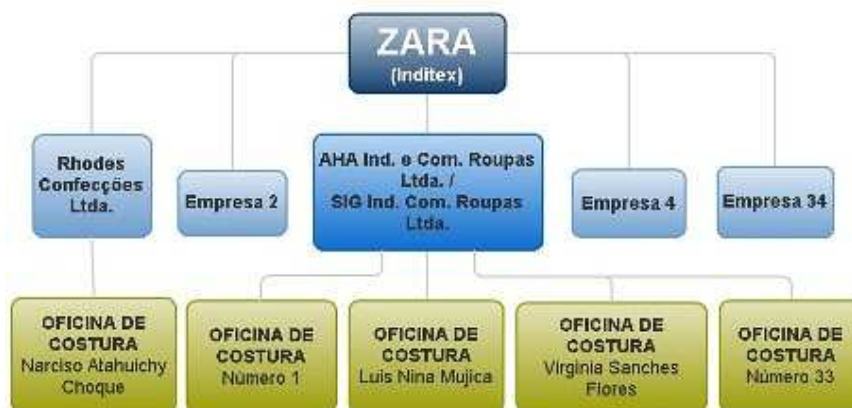 ZARA
(Inditex)
Rhodes
Confecções
Ltda.
Empresa 2
AHA Ind. e Com. Roupas
Ltda. /
SIG Ind. Com. Roupas
Ltda.
Empresa 4
Empresa 34
OFICINA DE
COSTURA
Narciso Atahuichy
Choque
OFICINA DE
COSTURA
Número 1
OFICINA DE
COSTURA
Luis Nina Mujica
OFICINA DE
COSTURA
Virginia Sanches
Flores
OFICINA DE
COSTURA
Número 33